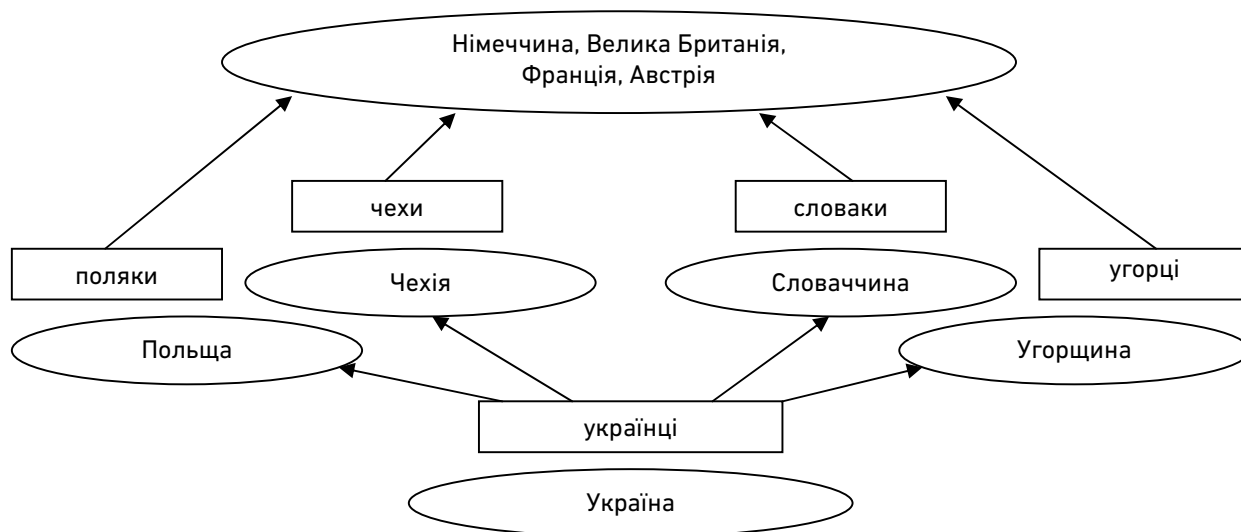 Німеччина, Велика Британія,
Франція, Австрія
чехи
словаки
поляки
угорці
Чехія
Словаччина
Польща
Угорщина
українці
Україна